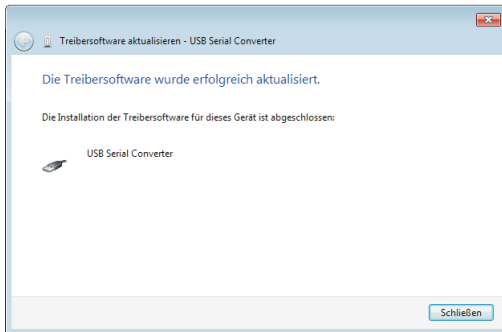 Treibersoftware aktualisieren - USB Serial Converter
Die Treibersoftware wurde erfolgreich aktualisiert.
Die Installation der Treibersoftware für dieses Gerät ist abgeschlossen:
USB Serial Converter
Schließen